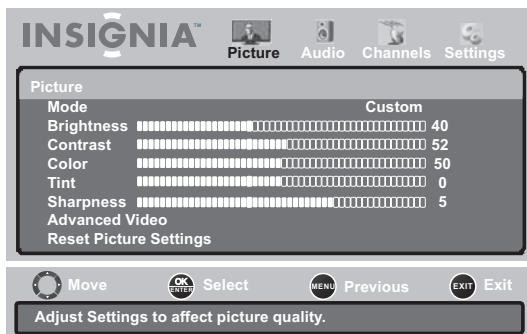 INSIGNIA™
Picture Audio Channels Settings
Picture
Mode Custom
Brightness 40
Contrast 52
Color 50
Tint 0
Sharpness 5
Advanced Video
Reset Picture Settings
Move OK ENTER Select MENU Previous EXIT Exit
Adjust Settings to affect picture quality.